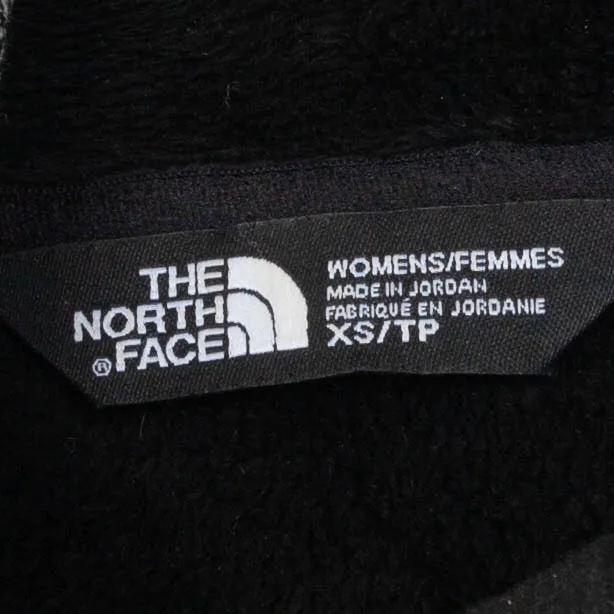 THE
NORTH
® FACE
WOMENS/FEMMES
MADE IN JORDAN
FABRIQUÉ EN JORDANIE
XS/TP